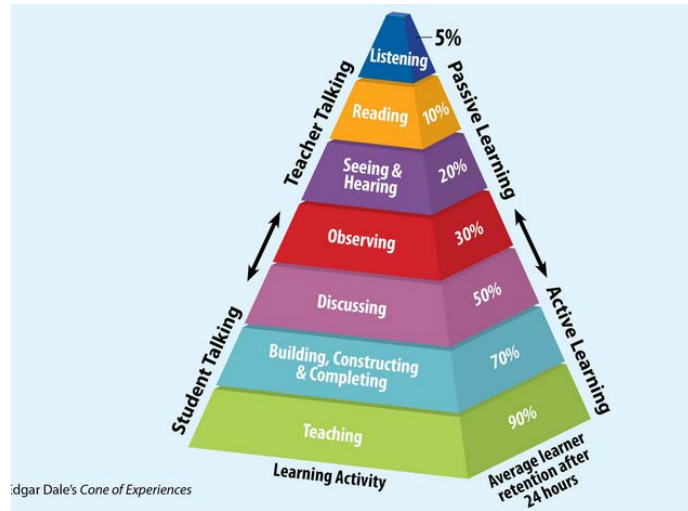 Listening
5%
Reading
10%
Seeing &
Hearing
20%
Observing
30%
Discussing
50%
Building, Constructing
& Completing
70%
Teaching
90%
Teacher Talking
Student Talking
Passive Learning
Active Learning
Learning Activity
Average learner
retention after
24 hours
Edgar Dale's Cone of Experiences